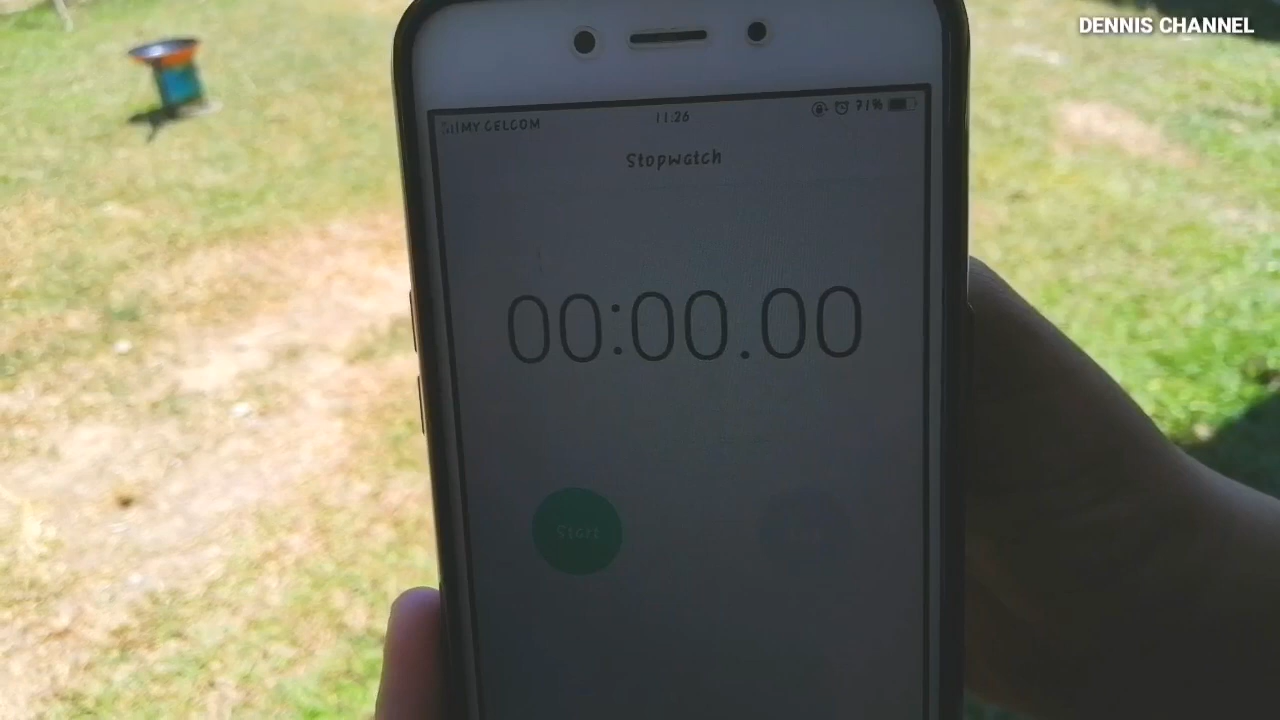 DENNIS CHANNEL
MY CELCOM 11:26 71%
Stopwatch
00:00.00
Start